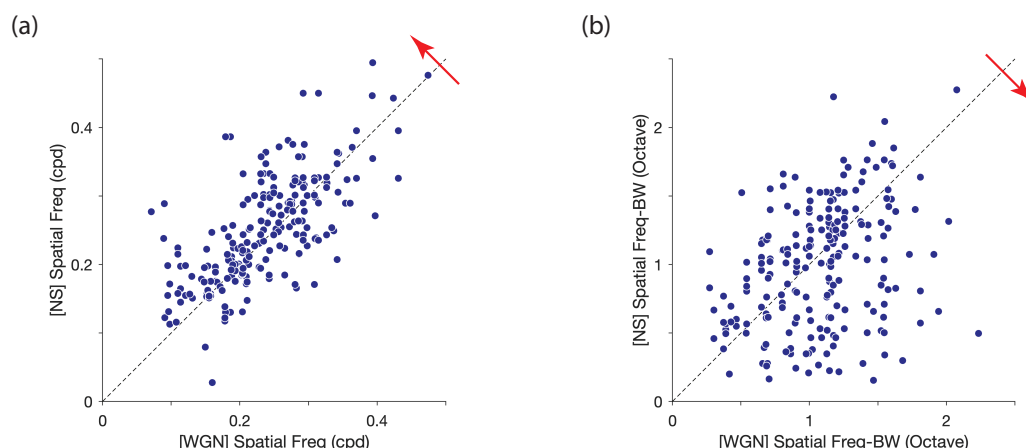 (a)
(b)
[NS] Spatial Freq (cpd)
0.4
0.2
0
0
0.2
0.4
[WGN] Spatial Freq (cpd)
[NS] Spatial Freq-BW (Octave)
2
1
0
0
1
2
[WGN] Spatial Freq-BW (Octave)